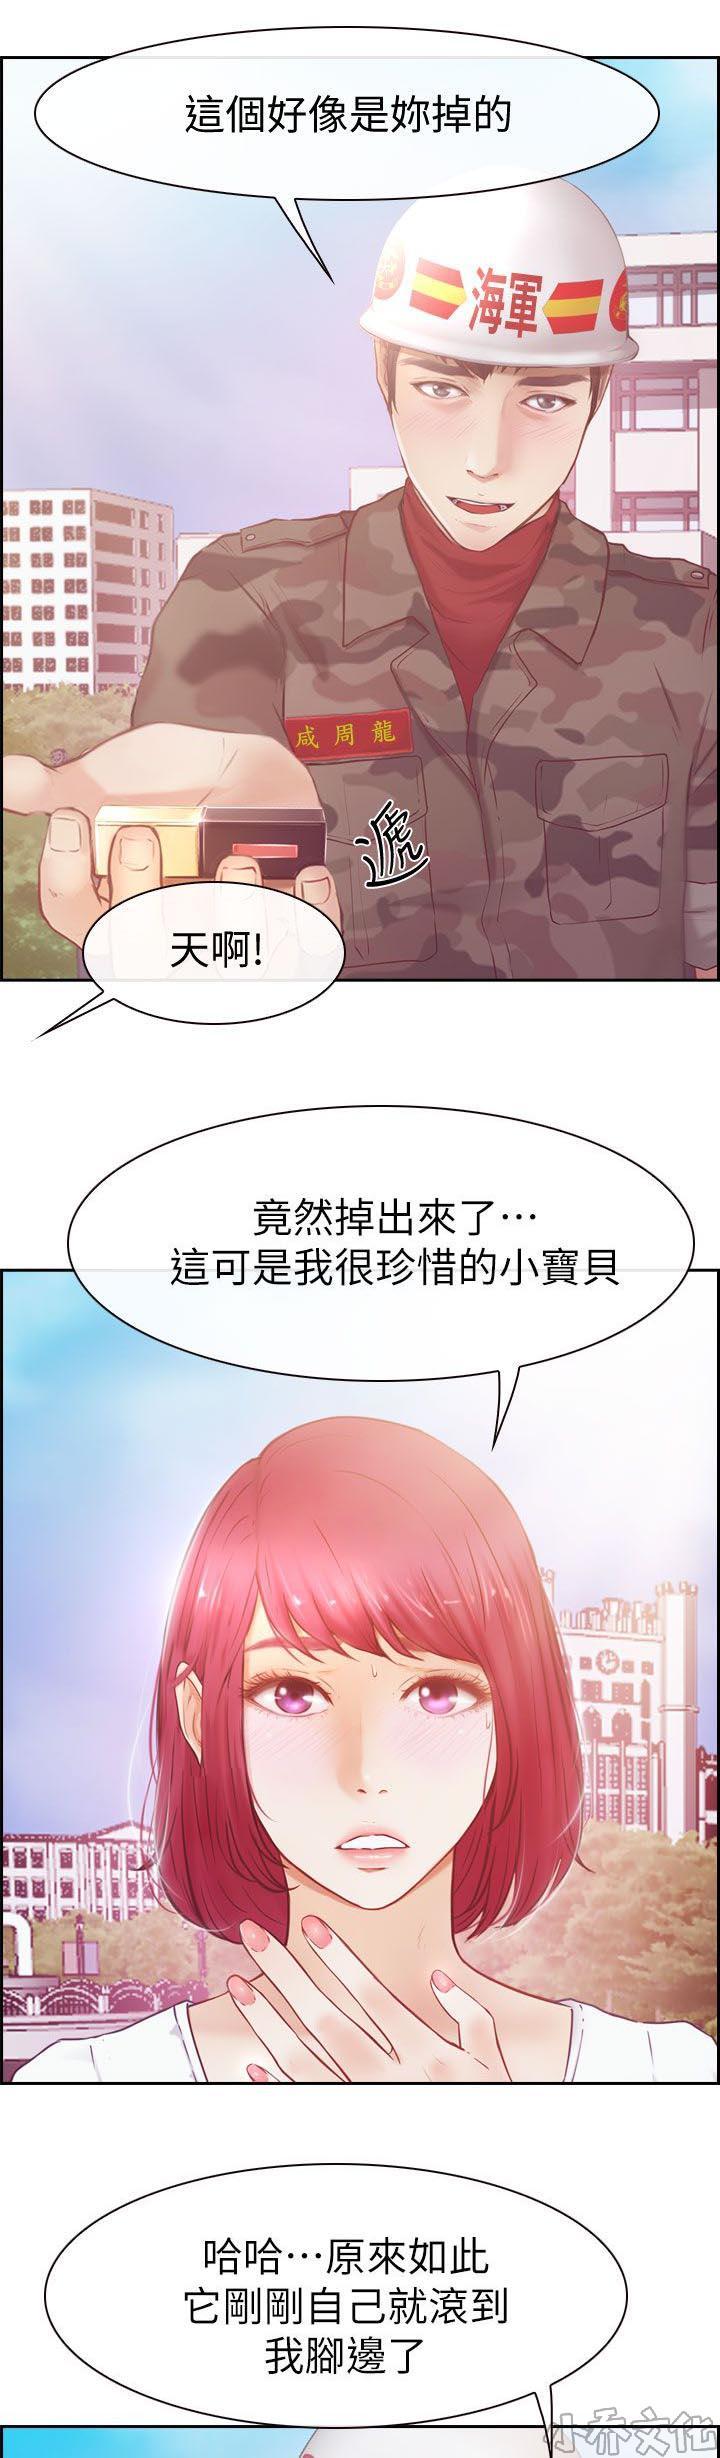 這個好像是妳掉的
海軍
咸周龍
遞
天啊!
竟然掉出來了…
這可是我很珍惜的小寶貝
哈哈…原來如此
它剛剛自己就滾到
我腳邊了
小乔文化